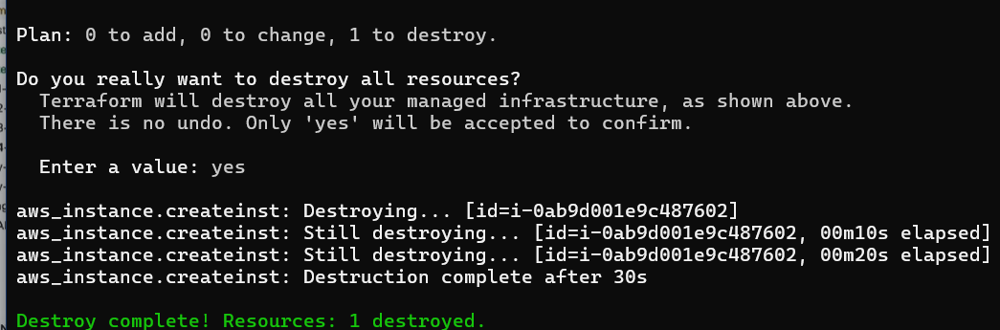 Plan: 0 to add, 0 to change, 1 to destroy.
Do you really want to destroy all resources?
Terraform will destroy all your managed infrastructure, as shown above.
There is no undo. Only 'yes' will be accepted to confirm.
Enter a value: yes
aws_instance.createinst: Destroying... [id=i-0ab9d001e9c487602]
aws_instance.createinst: Still destroying... [id=i-0ab9d001e9c487602, 00m10s elapsed]
aws_instance.createinst: Still destroying... [id=i-0ab9d001e9c487602, 00m20s elapsed]
aws_instance.createinst: Destruction complete after 30s
Destroy complete! Resources: 1 destroyed.